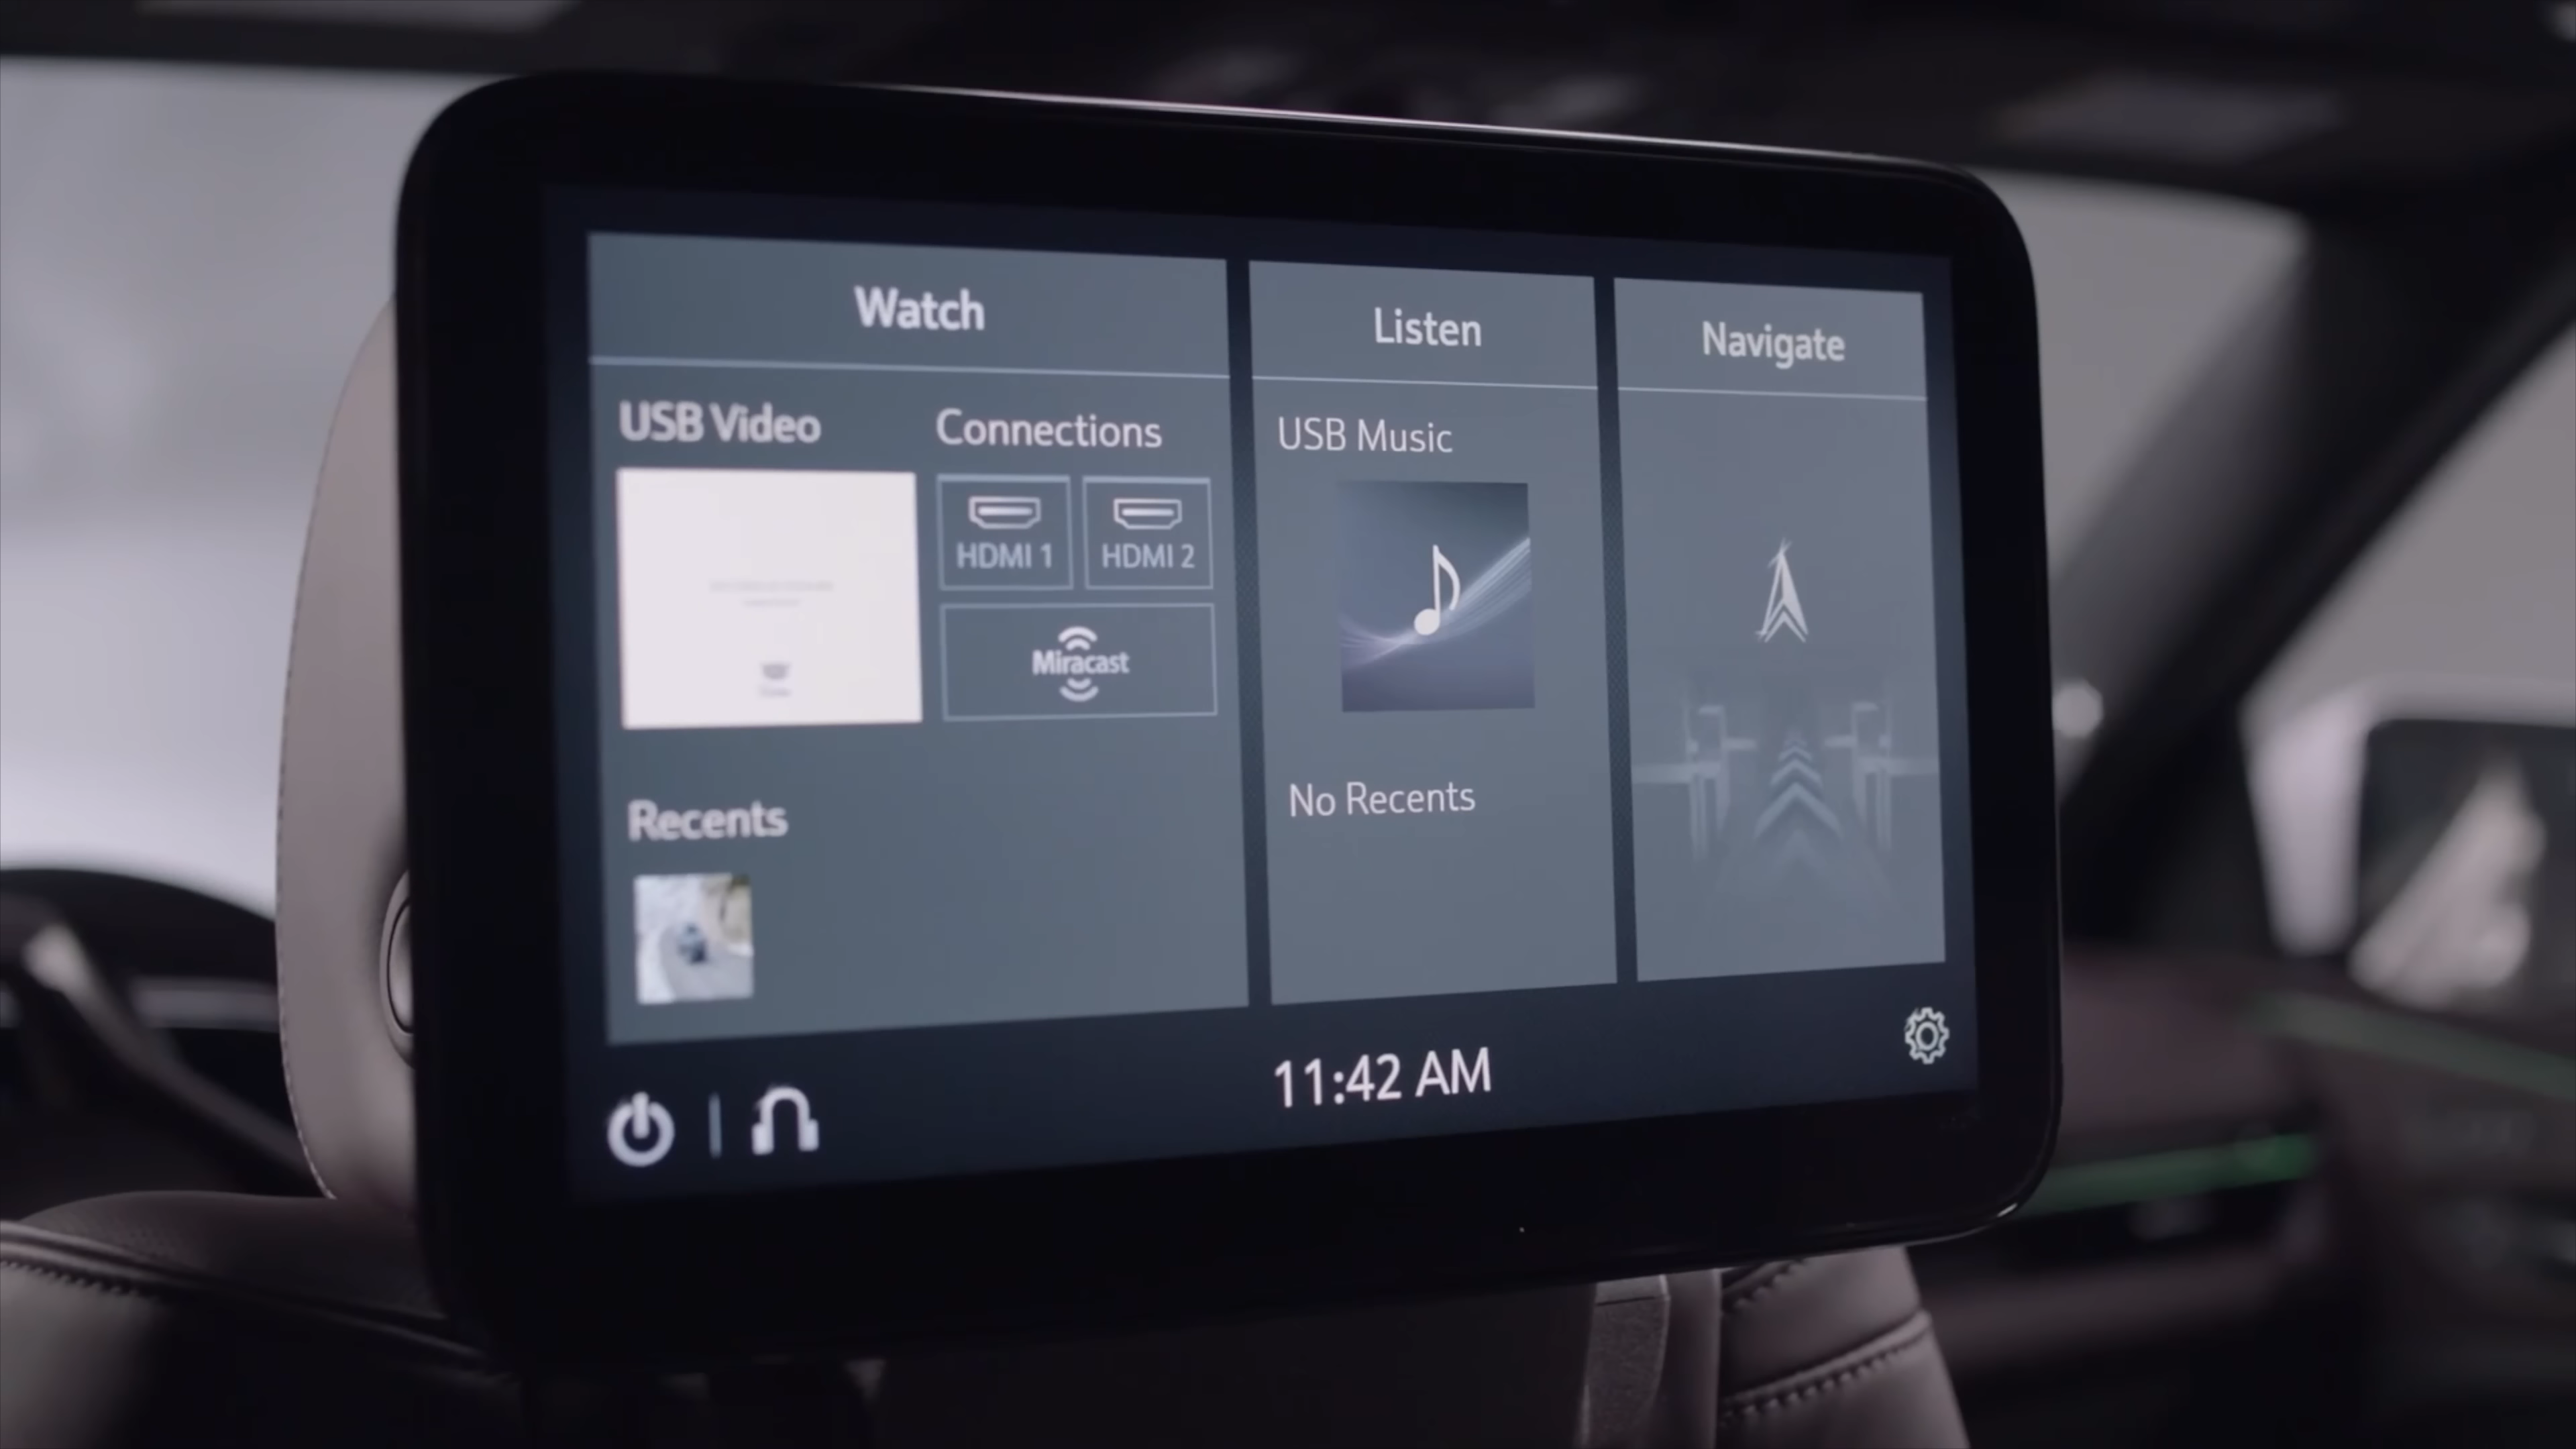 Watch
USB Video
Connections
HDMI 1
HDMI 2
Miracast
Recents
Listen
USB Music
No Recents
Navigate
11:42 AM